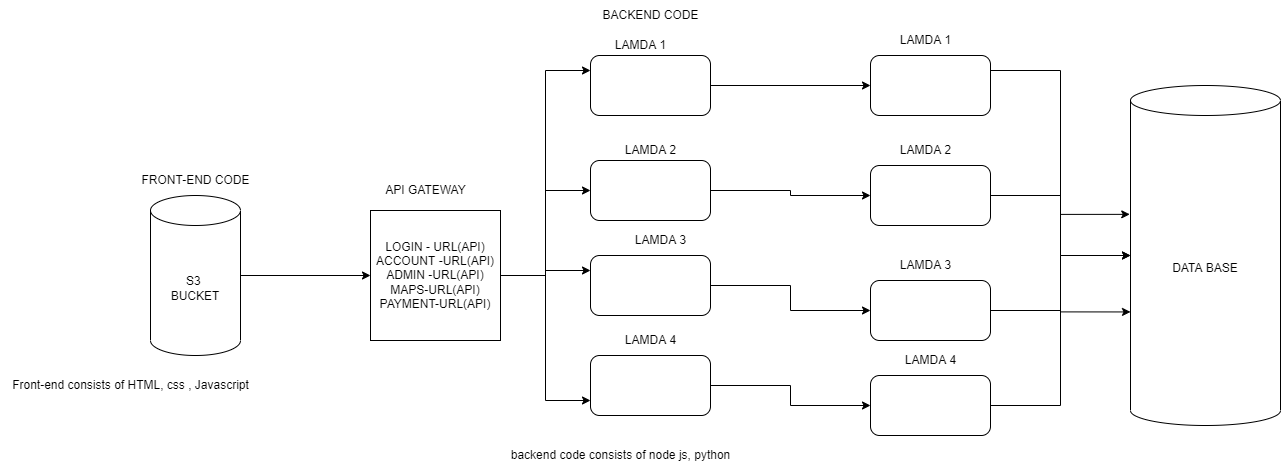 BACKEND CODE
LAMDA 1
LAMDA 1
LAMDA 2
LAMDA 2
FRONT-END CODE
API GATEWAY
LOGIN - URL(API)
ACCOUNT -URL(API)
ADMIN -URL(API)
MAPS-URL(API)
PAYMENT-URL(API)
S3
BUCKET
LAMDA 3
LAMDA 3
DATA BASE
LAMDA 4
LAMDA 4
Front-end consists of HTML, css , Javascript
backend code consists of node js, python